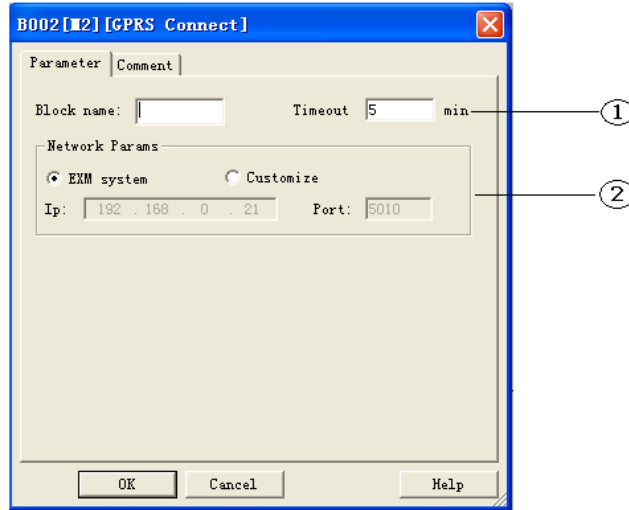 B002[M2][GPRS Connect]
Parameter Comment
Block name: Timeout 5 min ①
Network Params
EXM system Customize ②
Ip: 192 . 168 . 0 . 21 Port: 5010
OK Cancel Help